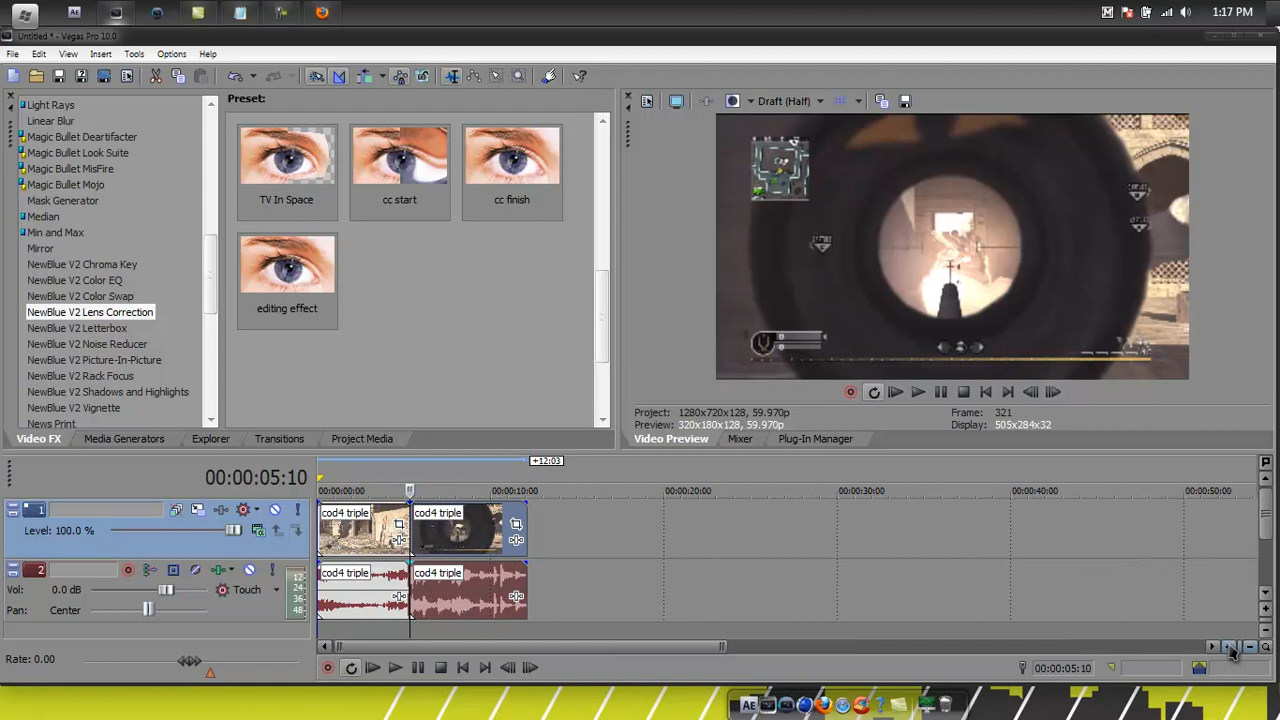 1:17 PM
Untitled * - Vegas Pro 10.0
File Edit View Insert Tools Options Help
Light Rays
Linear Blur
Magic Bullet Deartifacter
Magic Bullet Look Suite
Magic Bullet MisFire
Magic Bullet Mojo
Mask Generator
Median
Min and Max
Mirror
NewBlue V2 Chroma Key
NewBlue V2 Color EQ
NewBlue V2 Color Swap
NewBlue V2 Lens Correction
NewBlue V2 Letterbox
NewBlue V2 Noise Reducer
NewBlue V2 Picture-In-Picture
NewBlue V2 Rack Focus
NewBlue V2 Shadows and Highlights
NewBlue V2 Vignette
News Print
Preset:
TV In Space
cc start
cc finish
editing effect
Draft (Half)
Project: 1280x720x128, 59.970p
Frame: 321
Preview: 320x180x128, 59.970p
Display: 505x284x32
Video FX Media Generators Explorer Transitions Project Media
Video Preview Mixer Plug-In Manager
+12:03
00:00:05:10
00:00:00:00 00:00:10:00 00:00:20:00 00:00:30:00 00:00:40:00 00:00:50:00
1
Level: 100.0 %
cod4 triple
cod4 triple
2
Vol: 0.0 dB Touch
Pan: Center
12
24
36
48
cod4 triple
cod4 triple
Rate: 0.00
00:00:05:10